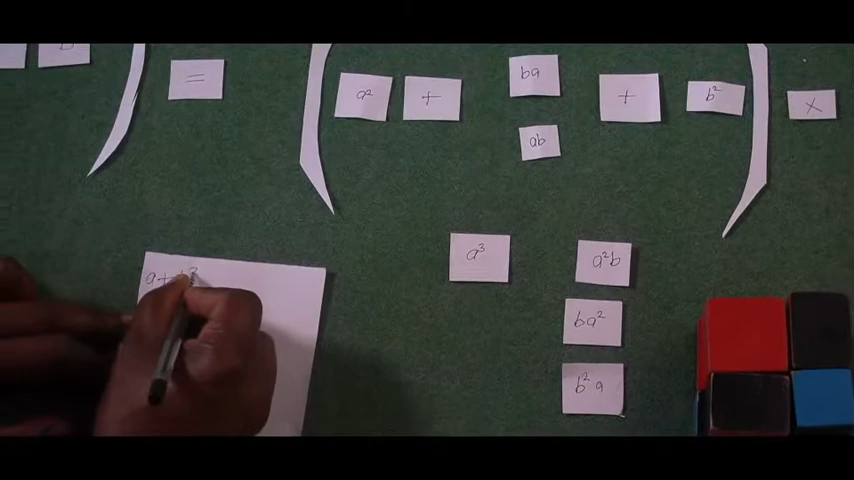 = a² + ba + b² ×
ab
a³ a²b
ba²
b²a
a +